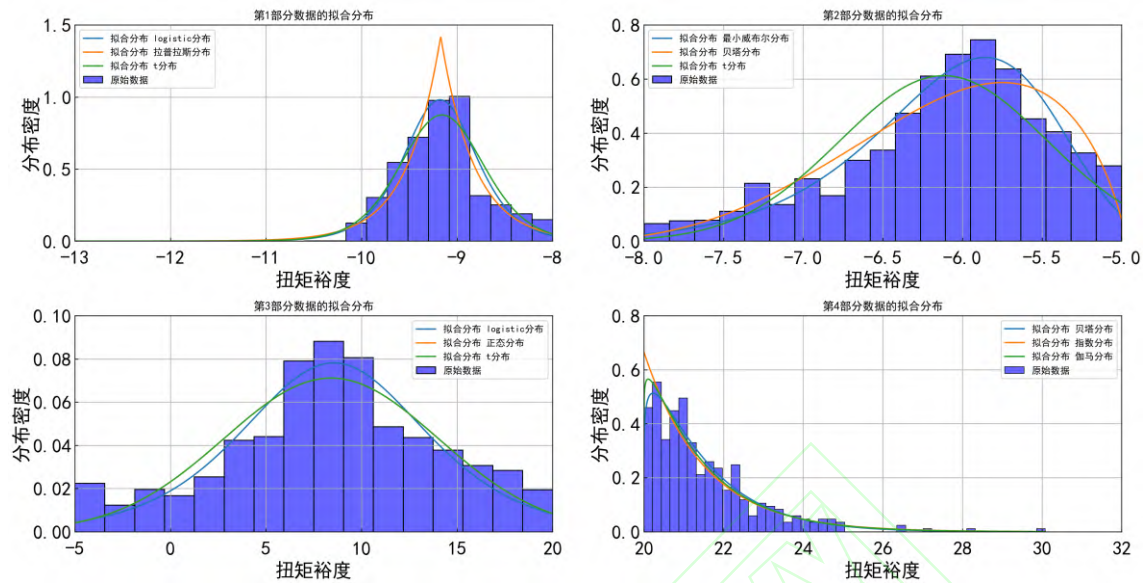 第1部分数据的拟合分布
1.5
1.0
0.5
0.0
分布密度
拟合分布 logistic分布
拟合分布 拉普拉斯分布
拟合分布 t分布
原始数据
-13 -12 -11 -10 -9 -8
扭矩裕度
第2部分数据的拟合分布
0.8
0.6
0.4
0.2
0.0
分布密度
拟合分布 最小威布尔分布
拟合分布 贝塔分布
拟合分布 t分布
原始数据
-8.0 -7.5 -7.0 -6.5 -6.0 -5.5 -5.0
扭矩裕度
第3部分数据的拟合分布
0.10
0.08
0.06
0.04
0.02
0.00
分布密度
拟合分布 logistic分布
拟合分布 正态分布
拟合分布 t分布
原始数据
-5 0 5 10 15 20
扭矩裕度
第4部分数据的拟合分布
0.8
0.6
0.4
0.2
0.0
分布密度
拟合分布 贝塔分布
拟合分布 指数分布
拟合分布 伽马分布
原始数据
20 22 24 26 28 30 32
扭矩裕度